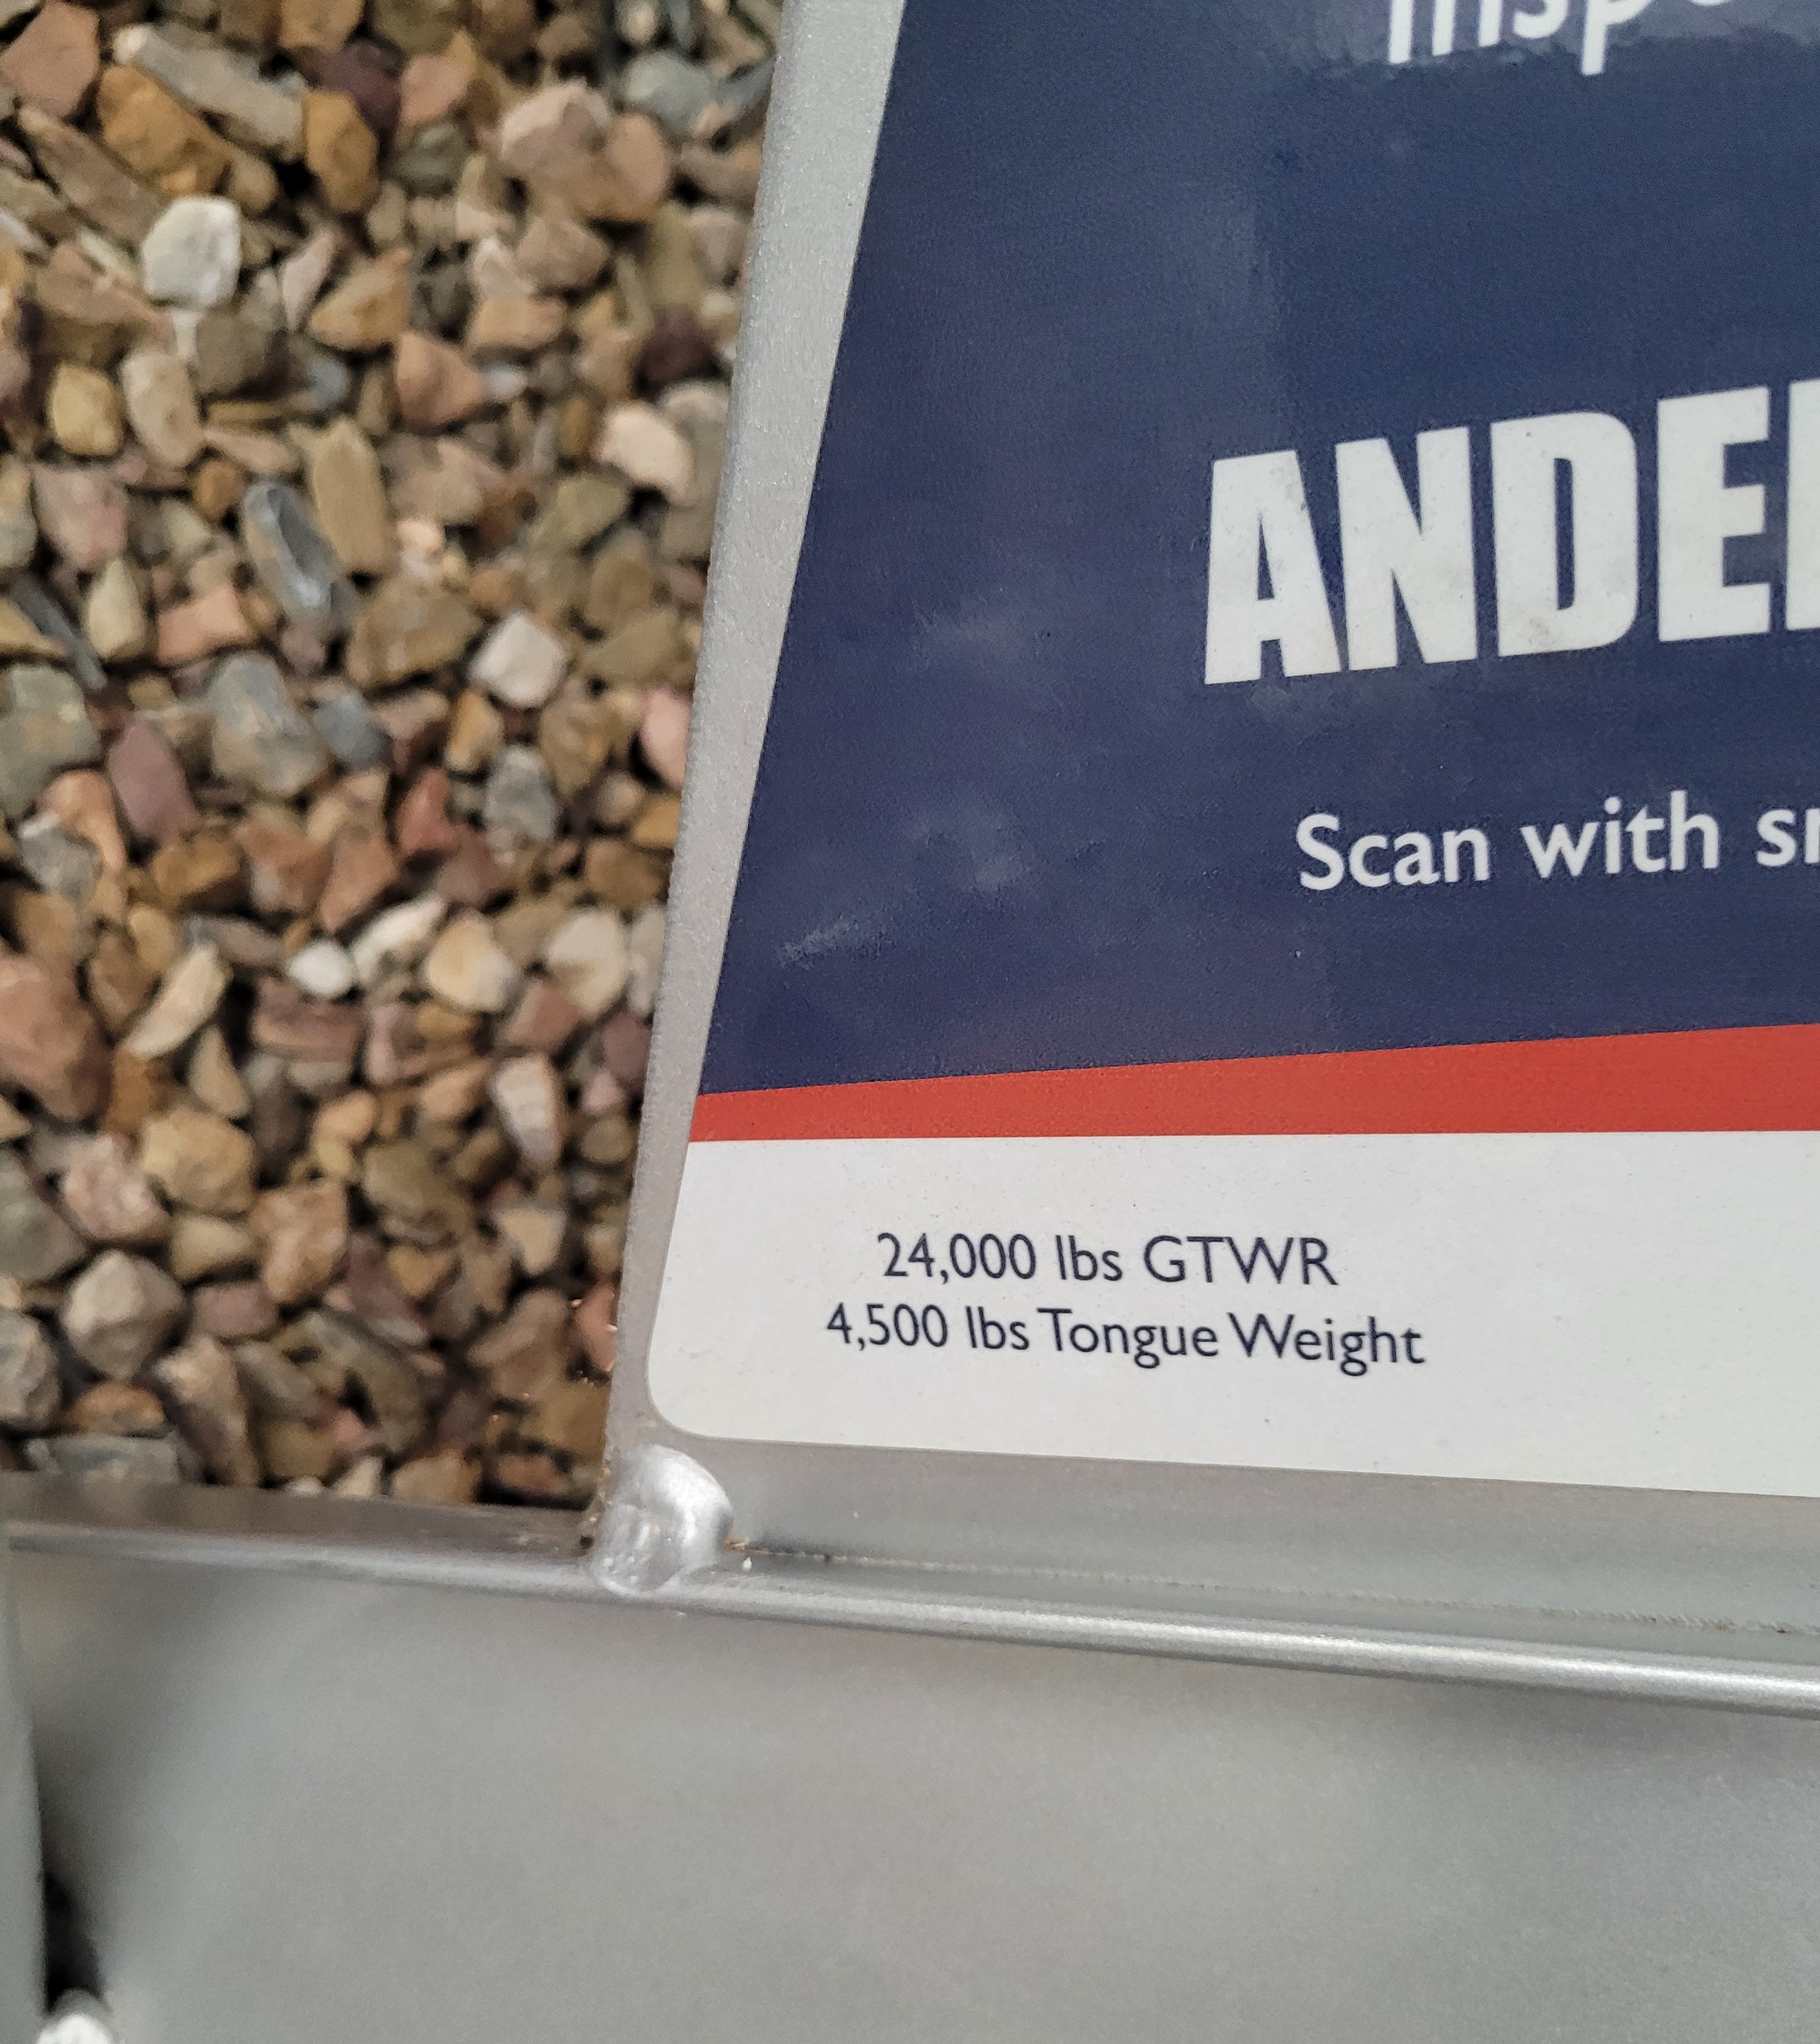 ANDE
Scan with
24,000 lbs GTWR
4,500 lbs Tongue Weight